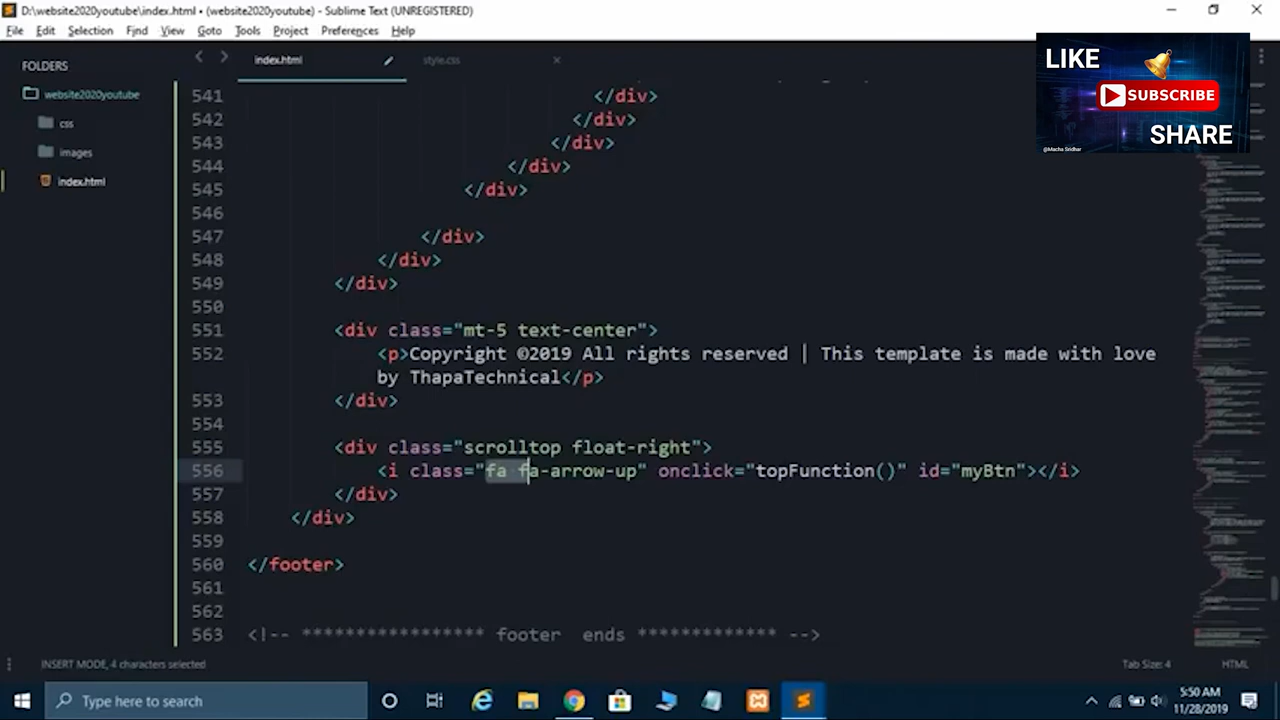 D:\website2020youtube\index.html • (website2020youtube) - Sublime Text (UNREGISTERED)
File Edit Selection Find View Goto Tools Project Preferences Help
FOLDERS
website2020youtube
css
images
index.html
index.html
style.css
LIKE
SUBSCRIBE
SHARE
@Macha Sridhar
541 </div>
542 </div>
543 </div>
544 </div>
545 </div>
546
547 </div>
548 </div>
549 </div>
550
551 <div class="mt-5 text-center">
552 <p>Copyright ©2019 All rights reserved | This template is made with love
by ThapaTechnical</p>
553 </div>
554
555 <div class="scrolltop float-right">
556 <i class="fa fa-arrow-up" onclick="topFunction()" id="myBtn"></i>
557 </div>
558 </div>
559
560 </footer>
561
562
563 <!-- ***************** footer ends ************* -->
INSERT MODE, 4 characters selected
Tab Size: 4
HTML
Type here to search
5:50 AM
11/28/2019